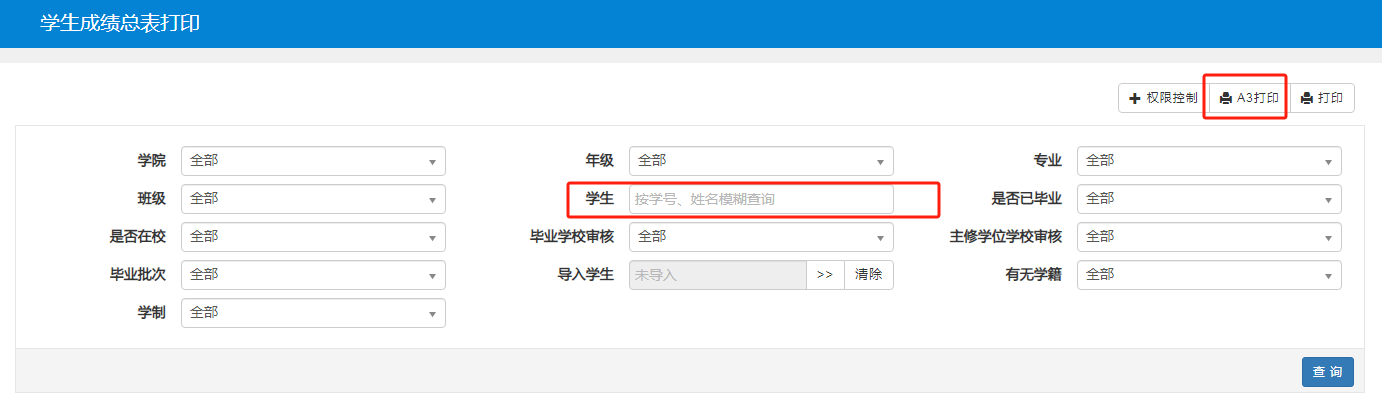 学生成绩总表打印
权限控制 A3打印 打印
学院 全部 年级 全部 专业 全部
班级 全部 学生 按学号、姓名模糊查询 是否已毕业 全部
是否在校 全部 毕业学校审核 全部 主修学位学校审核 全部
毕业批次 全部 导入学生 未导入 >> 清除 有无学籍 全部
学制 全部
查 询